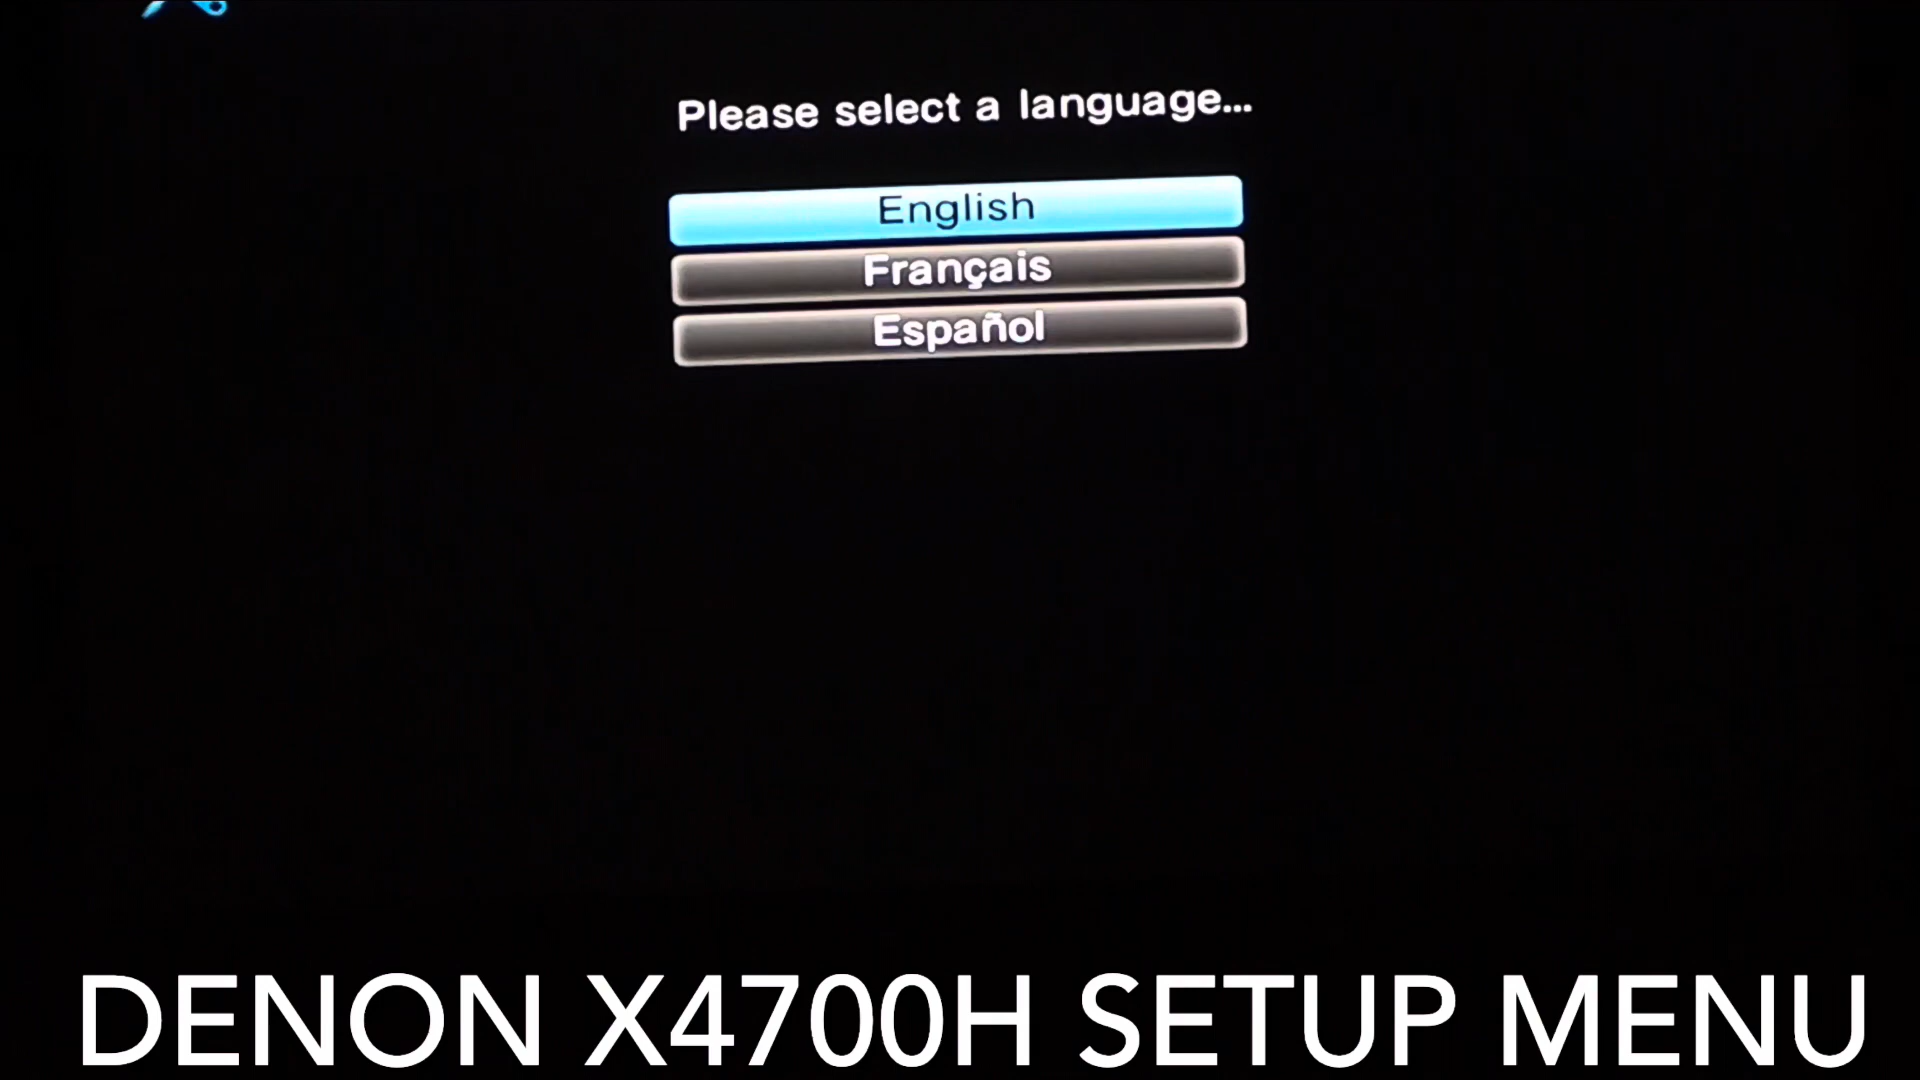 Please select a language...
English
Français
Español
DENON X4700H SETUP MENU